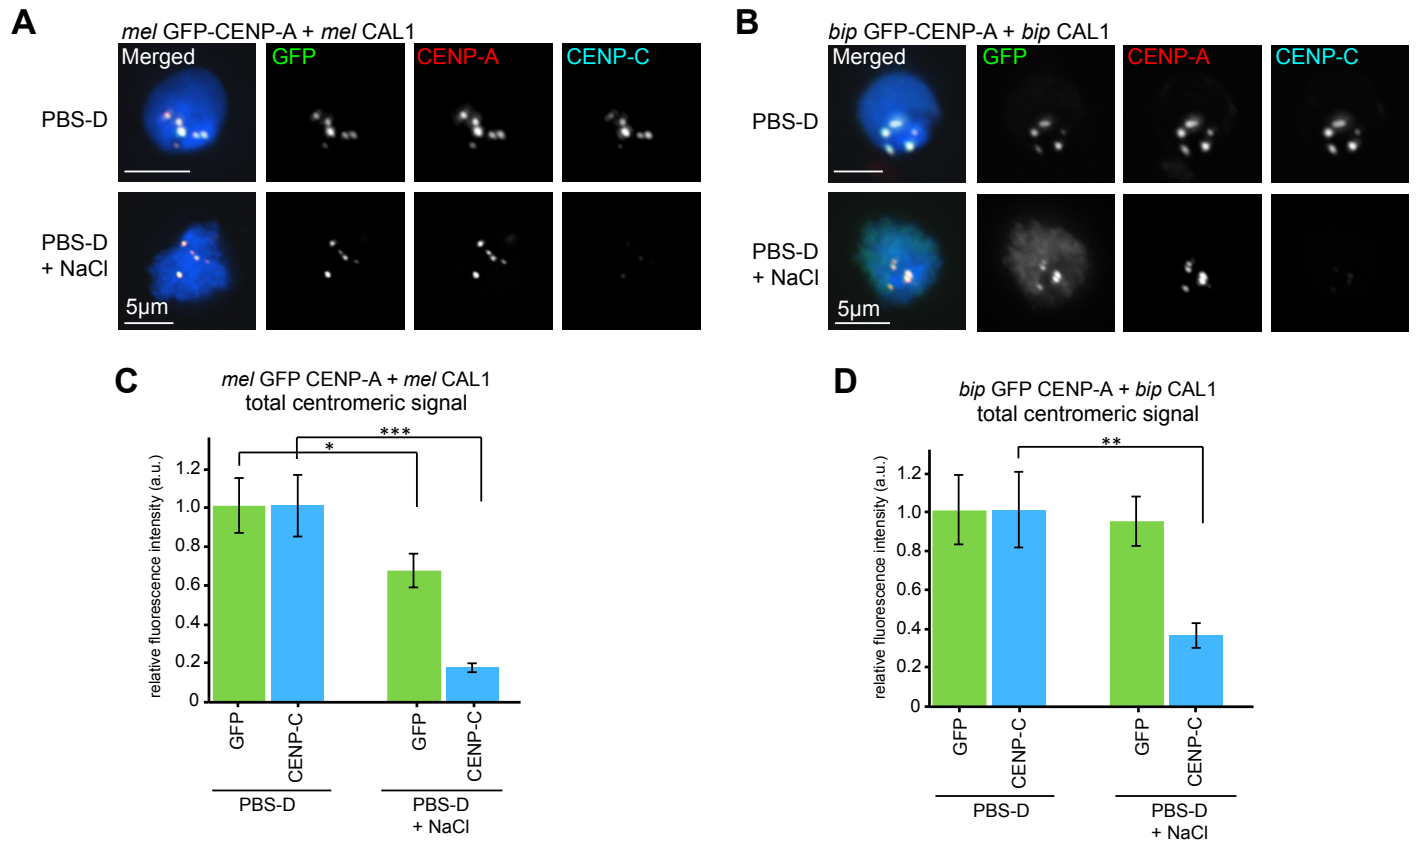 A
mel GFP-CENP-A + mel CAL1
Merged
GFP
CENP-A
CENP-C
PBS-D
PBS-D
+ NaCl
5µm
B
bip GFP-CENP-A + bip CAL1
Merged
GFP
CENP-A
CENP-C
PBS-D
PBS-D
+ NaCl
5µm
C
mel GFP CENP-A + mel CAL1
total centromeric signal
***
*
relative fluorescence intensity (a.u.)
1.2
1.0
0.8
0.6
0.4
0.2
0
GFP
CENP-C
GFP
CENP-C
PBS-D
PBS-D
+ NaCl
D
bip GFP CENP-A + bip CAL1
total centromeric signal
**
relative fluorescence intensity (a.u.)
1.2
1.0
0.8
0.6
0.4
0.2
0
GFP
CENP-C
GFP
CENP-C
PBS-D
PBS-D
+ NaCl